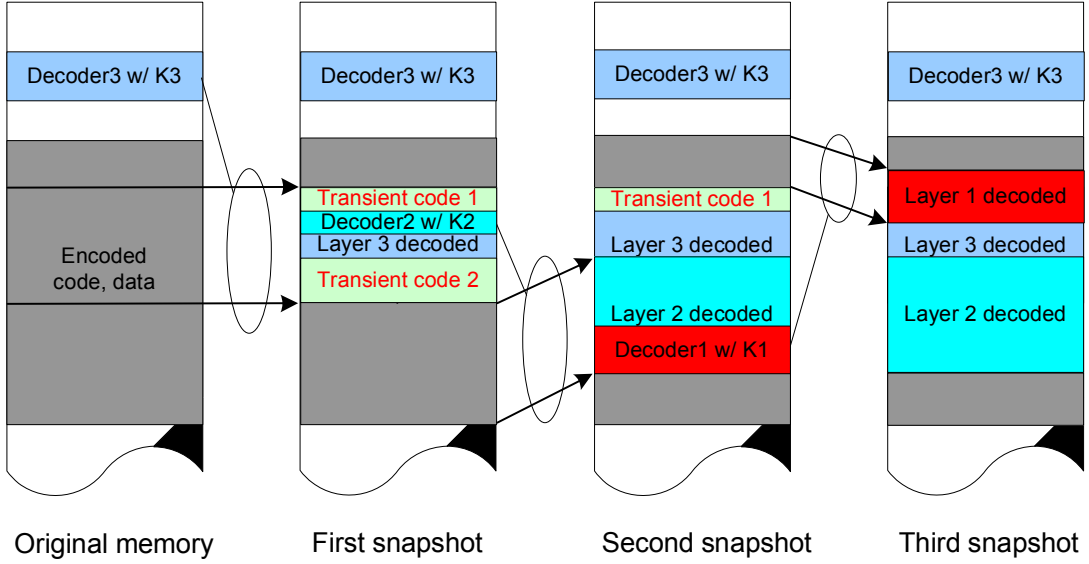 Decoder3 w/ K3
Encoded
code, data
Original memory
Decoder3 w/ K3
Transient code 1
Decoder2 w/ K2
Layer 3 decoded
Transient code 2
First snapshot
Decoder3 w/ K3
Transient code 1
Layer 3 decoded
Layer 2 decoded
Decoder1 w/ K1
Second snapshot
Decoder3 w/ K3
Layer 1 decoded
Layer 3 decoded
Layer 2 decoded
Third snapshot